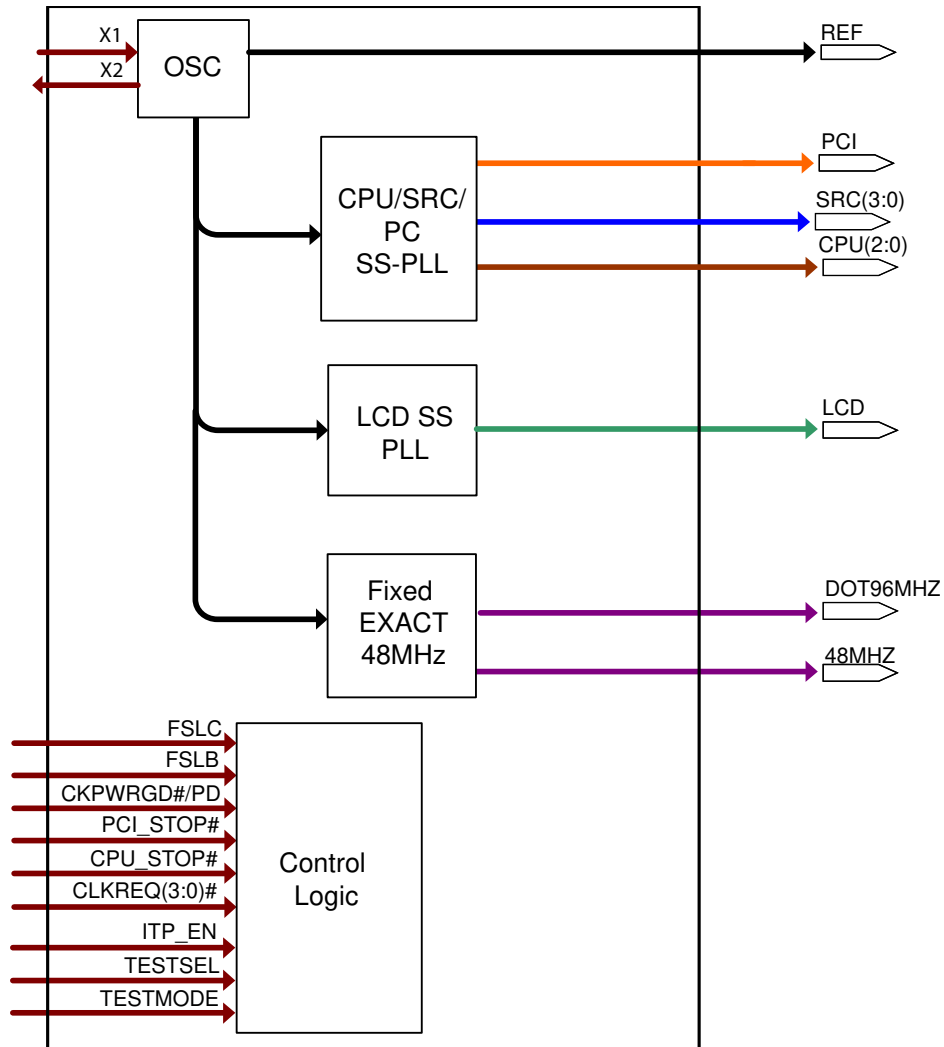 X1
X2
OSC
REF
CPU/SRC/
PC
SS-PLL
PCI
SRC(3:0)
CPU(2:0)
LCD SS
PLL
LCD
Fixed
EXACT
48MHz
DOT96MHZ
48MHZ
FSLC
FSLB
CKPWRGD#/PD
PCI_STOP#
CPU_STOP#
CLKREQ(3:0)#
ITP_EN
TESTSEL
TESTMODE
Control
Logic